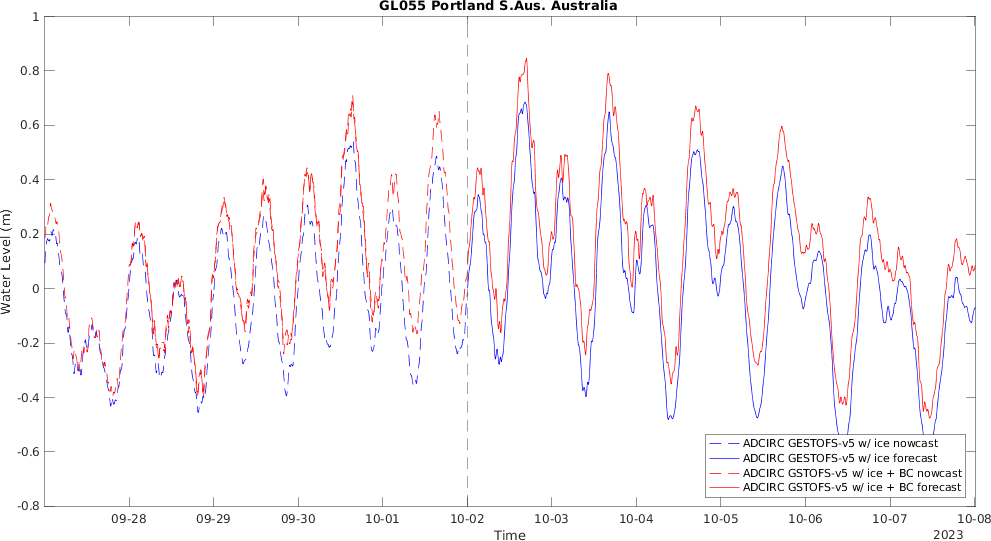 GL055 Portland S.Aus. Australia
1
0.8
0.6
0.4
0.2
0
-0.2
-0.4
-0.6
-0.8
Water Level (m)
ADCIRC GESTOFS-v5 w/ ice nowcast
ADCIRC GESTOFS-v5 w/ ice forecast
ADCIRC GSTOFS-v5 w/ ice + BC nowcast
ADCIRC GSTOFS-v5 w/ ice + BC forecast
09-28 09-29 09-30 10-01 10-02 10-03 10-04 10-05 10-06 10-07 10-08
Time
2023